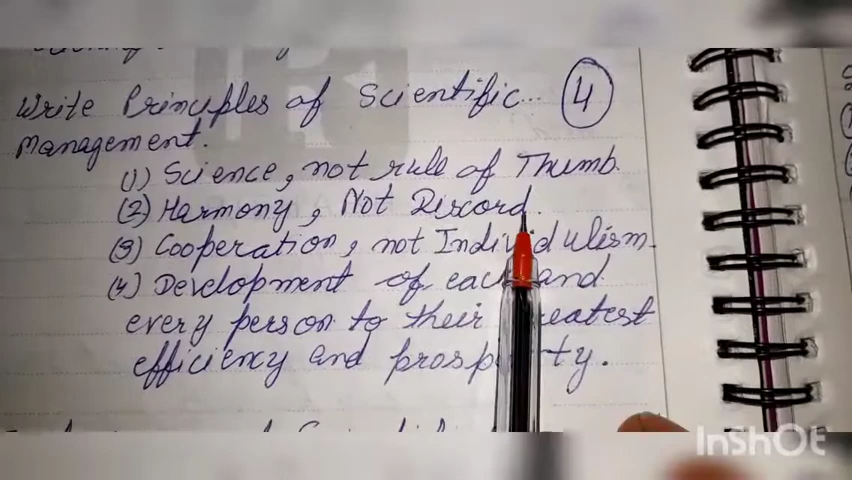 Write Principles of Scientific... 4
management.
(1) Science, not rule of Thumb.
(2) Harmony, Not Discord.
(3) Cooperation, not Individulism.
(4) Development of each and
every person to their greatest
efficiency and prosperity.
InShOt